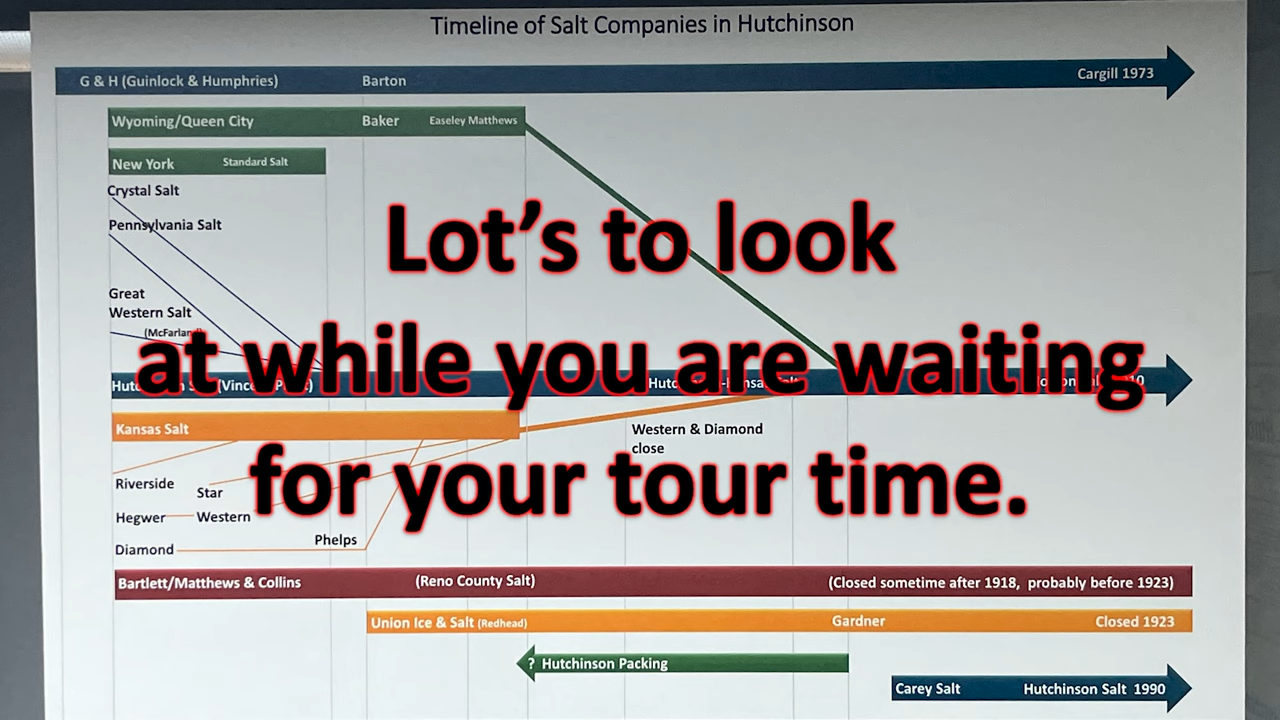 Timeline of Salt Companies in Hutchinson
G & H (Guinlock & Humphries) Barton Cargill 1973
Wyoming/Queen City Baker Easeley Matthews
New York Standard Salt
Crystal Salt
Pennsylvania Salt
Lot’s to look
Great
Western Salt
at while you are waiting
Kansas Salt
Western & Diamond
close
for your tour time.
Riverside
Star
Hegwer Western
Phelps
Diamond
Bartlett/Matthews & Collins (Reno County Salt) (Closed sometime after 1918, probably before 1923)
Union Ice & Salt (Redhead) Gardner Closed 1923
? Hutchinson Packing
Carey Salt Hutchinson Salt 1990